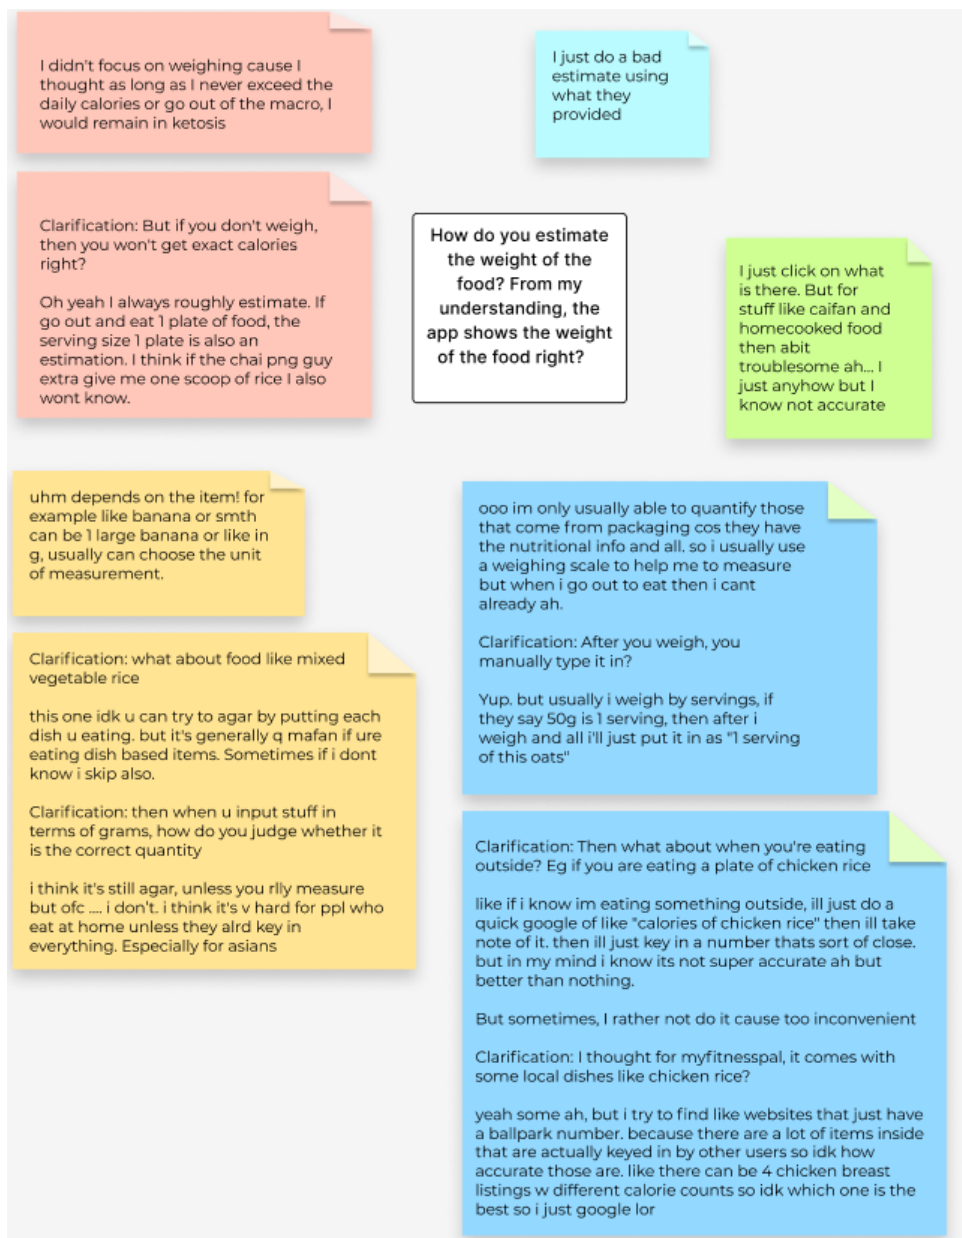 I didn't focus on weighing cause I
thought as long as I never exceed the
daily calories or go out of the macro, I
would remain in ketosis
I just do a bad
estimate using
what they
provided
Clarification: But if you don't weigh,
then you won't get exact calories
right?
Oh yeah I always roughly estimate. If
go out and eat 1 plate of food, the
serving size 1 plate is also an
estimation. I think if the chai png guy
extra give me one scoop of rice I also
wont know.
How do you estimate
the weight of the
food? From my
understanding, the
app shows the weight
of the food right?
I just click on what
is there. But for
stuff like caifan and
homecooked food
then abit
troublesome ah... I
just anyhow but I
know not accurate
uhm depends on the item! for
example like banana or smth
can be 1 large banana or like in
g, usually can choose the unit
of measurement.
Clarification: what about food like mixed
vegetable rice
this one idk u can try to agar by putting each
dish u eating. but it's generally q mafan if ure
eating dish based items. Sometimes if i dont
know i skip also.
Clarification: then when u input stuff in
terms of grams, how do you judge whether it
is the correct quantity
i think it's still agar, unless you rlly measure
but ofc .... i don't. i think it's v hard for ppl who
eat at home unless they alrd key in
everything. Especially for asians
ooo im only usually able to quantify those
that come from packaging cos they have
the nutritional info and all. so i usually use
a weighing scale to help me to measure
but when i go out to eat then i cant
already ah.
Clarification: After you weigh, you
manually type it in?
Yup. but usually i weigh by servings, if
they say 50g is 1 serving, then after i
weigh and all i'll just put it in as "1 serving
of this oats"
Clarification: Then what about when you're eating
outside? Eg if you are eating a plate of chicken rice
like if i know im eating something outside, ill just do a
quick google of like "calories of chicken rice" then ill take
note of it. then ill just key in a number thats sort of close.
but in my mind i know its not super accurate ah but
better than nothing.
But sometimes, I rather not do it cause too inconvenient
Clarification: I thought for myfitnesspal, it comes with
some local dishes like chicken rice?
yeah some ah, but i try to find like websites that just have
a ballpark number. because there are a lot of items inside
that are actually keyed in by other users so idk how
accurate those are. like there can be 4 chicken breast
listings w different calorie counts so idk which one is the
best so i just google lor